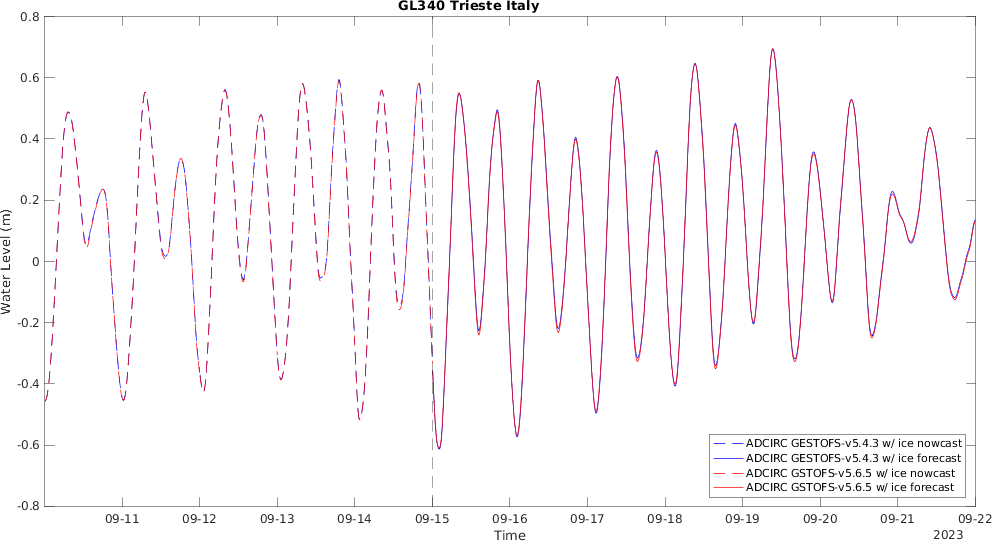 GL340 Trieste Italy
0.8
0.6
0.4
0.2
0
-0.2
-0.4
-0.6
-0.8
Water Level (m)
ADCIRC GESTOFS-v5.4.3 w/ ice nowcast
ADCIRC GESTOFS-v5.4.3 w/ ice forecast
ADCIRC GSTOFS-v5.6.5 w/ ice nowcast
ADCIRC GSTOFS-v5.6.5 w/ ice forecast
09-11 09-12 09-13 09-14 09-15 09-16 09-17 09-18 09-19 09-20 09-21 09-22
Time
2023